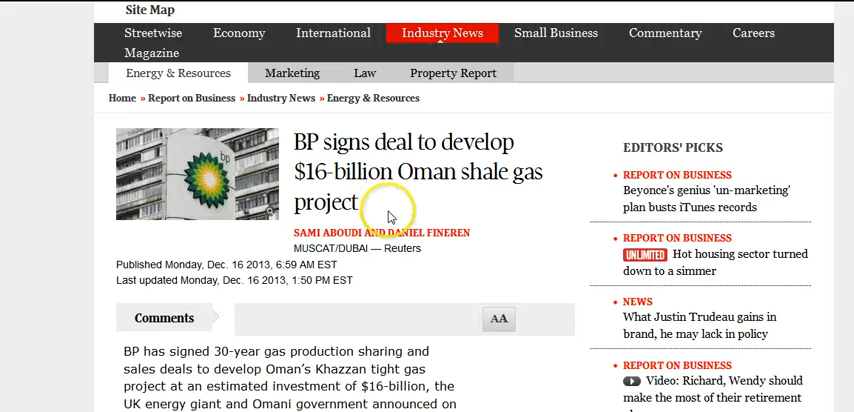 Site Map
Streetwise Economy International Industry News Small Business Commentary Careers
Magazine
Energy & Resources Marketing Law Property Report
Home » Report on Business » Industry News » Energy & Resources
bp
BP signs deal to develop
$16-billion Oman shale gas
project
SAMI ABOUDI AND DANIEL FINEREN
MUSCAT/DUBAI — Reuters
Published Monday, Dec. 16 2013, 6:59 AM EST
Last updated Monday, Dec. 16 2013, 1:50 PM EST
Comments
AA
BP has signed 30-year gas production sharing and
sales deals to develop Oman’s Khazzan tight gas
project at an estimated investment of $16-billion, the
UK energy giant and Omani government announced on
EDITORS' PICKS
• REPORT ON BUSINESS
Beyonce's genius 'un-marketing'
plan busts iTunes records
• REPORT ON BUSINESS
UNLIMITED Hot housing sector turned
down to a simmer
• NEWS
What Justin Trudeau gains in
brand, he may lack in policy
• REPORT ON BUSINESS
Video: Richard, Wendy should
make the most of their retirement